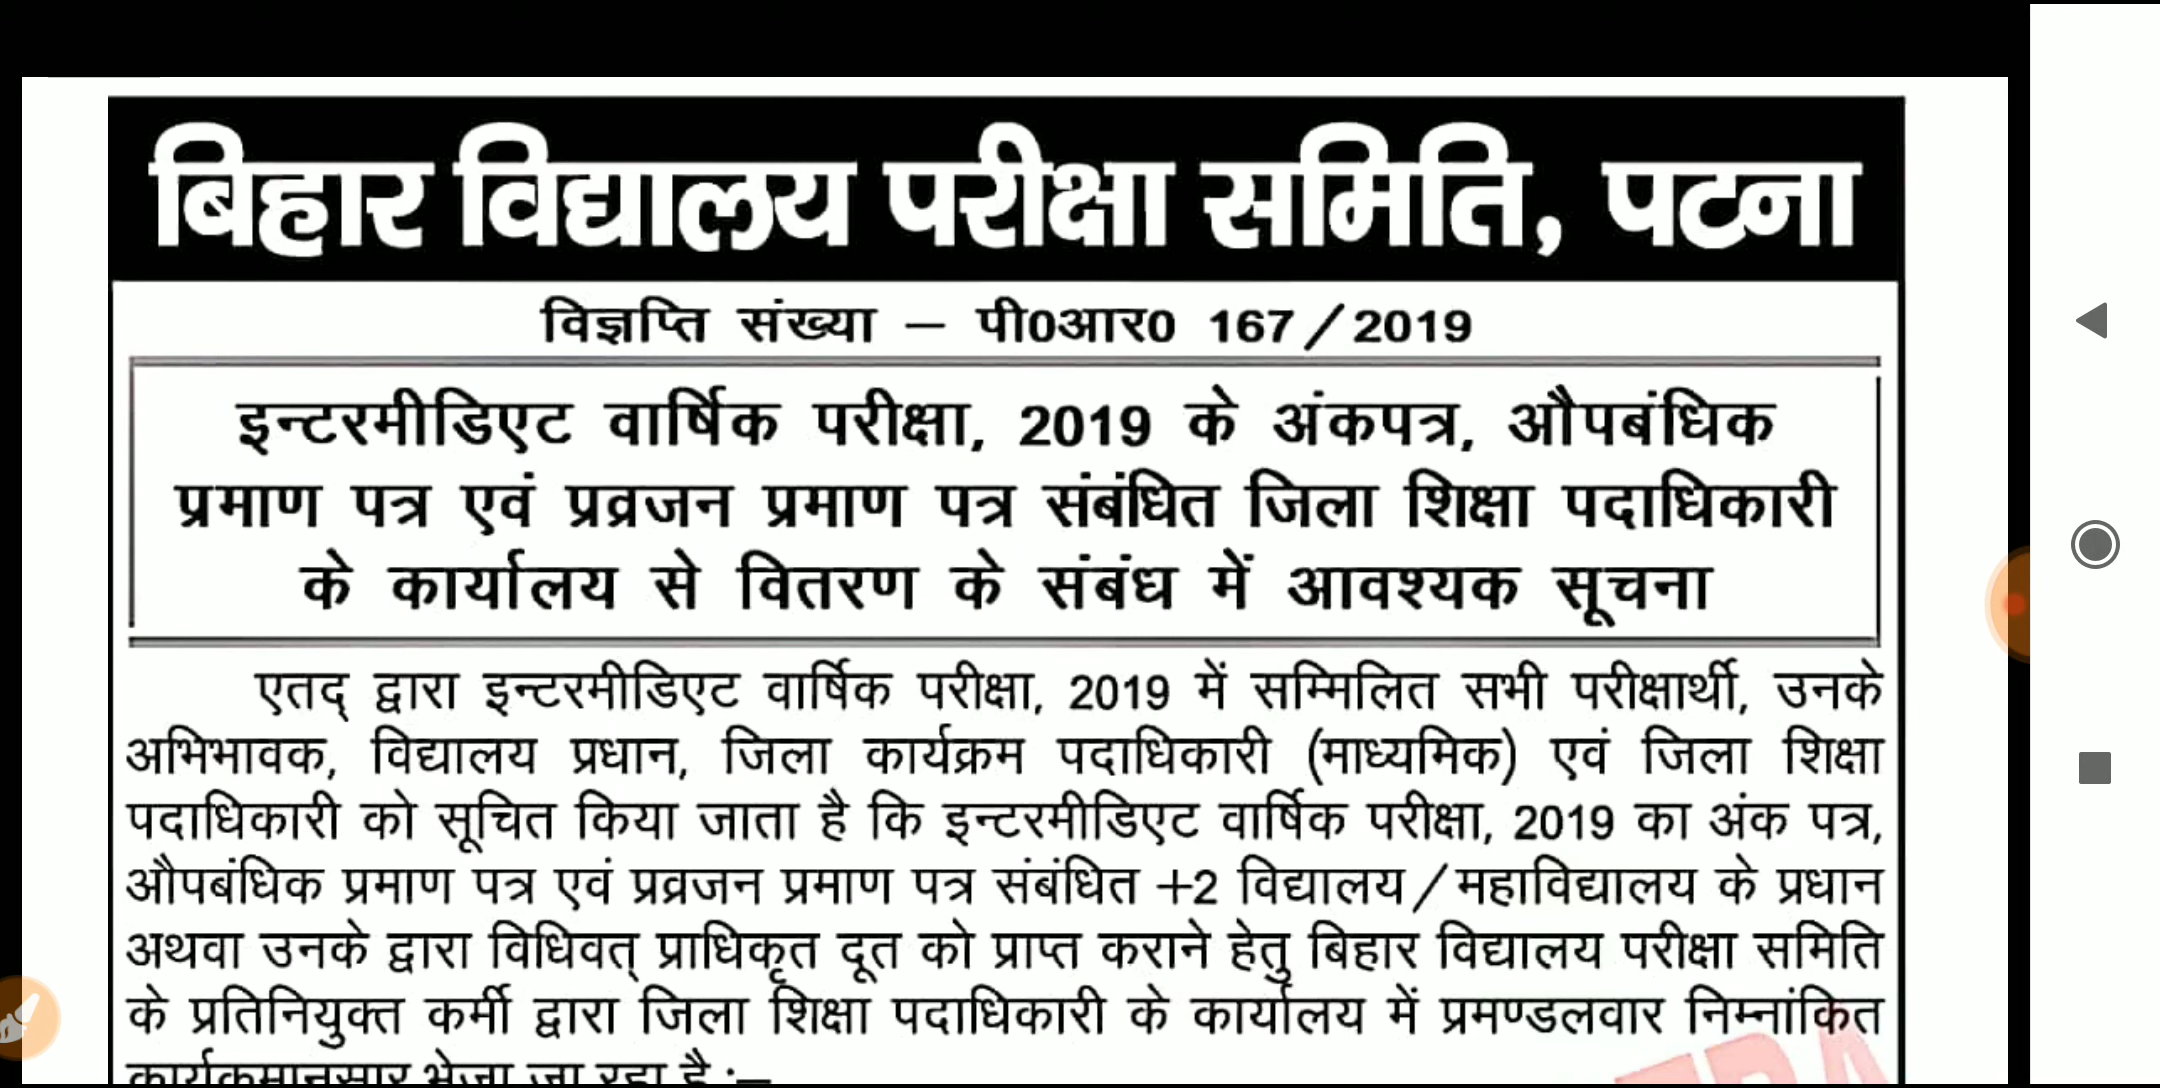 बिहार विद्यालय परीक्षा समिति, पटना
विज्ञप्ति संख्या – पी0आर0 167/2019
इन्टरमीडिएट वार्षिक परीक्षा, 2019 के अंकपत्र, औपबंधिक
प्रमाण पत्र एवं प्रव्रजन प्रमाण पत्र संबंधित जिला शिक्षा पदाधिकारी
के कार्यालय से वितरण के संबंध में आवश्यक सूचना
एतद् द्वारा इन्टरमीडिएट वार्षिक परीक्षा, 2019 में सम्मिलित सभी परीक्षार्थी, उनके
अभिभावक, विद्यालय प्रधान, जिला कार्यक्रम पदाधिकारी (माध्यमिक) एवं जिला शिक्षा
पदाधिकारी को सूचित किया जाता है कि इन्टरमीडिएट वार्षिक परीक्षा, 2019 का अंक पत्र,
औपबंधिक प्रमाण पत्र एवं प्रव्रजन प्रमाण पत्र संबंधित +2 विद्यालय/महाविद्यालय के प्रधान
अथवा उनके द्वारा विधिवत् प्राधिकृत दूत को प्राप्त कराने हेतु बिहार विद्यालय परीक्षा समिति
के प्रतिनियुक्त कर्मी द्वारा जिला शिक्षा पदाधिकारी के कार्यालय में प्रमण्डलवार निम्नांकित
कार्यक्रमानुसार भेजा जा रहा है :–